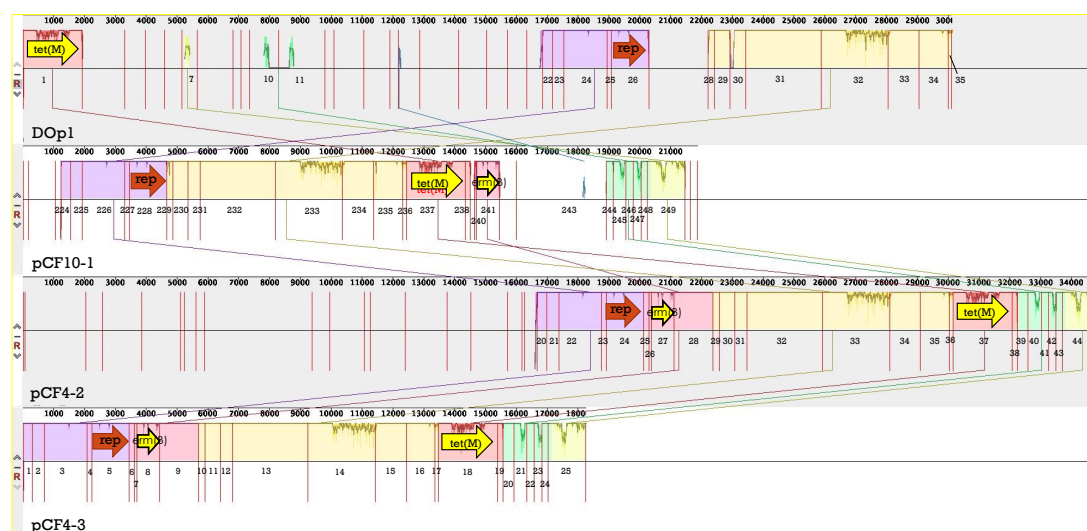 1000 2000 3000 4000 5000 6000 7000 8000 9000 10000 11000 12000 13000 14000 15000 16000 17000 18000 19000 20000 21000 22000 23000 24000 25000 26000 27000 28000 29000 300
tet(M) rep
R 1 7 10 11 22 23 24 25 26 28 29 30 31 32 33 34 35
DOp1
1000 2000 3000 4000 5000 6000 7000 8000 9000 10000 11000 12000 13000 14000 15000 16000 17000 18000 19000 20000 21000
rep tet(M) erm(B)
tet(M)
R 224 225 226 227 228 229 230 231 232 233 234 235 236 237 238 240 241 243 244 245 246 247 248 249
pCF10-1
1000 2000 3000 4000 5000 6000 7000 8000 9000 10000 11000 12000 13000 14000 15000 16000 17000 18000 19000 20000 21000 22000 23000 24000 25000 26000 27000 28000 29000 30000 31000 32000 33000 34000
rep erm(B) tet(M)
R 20 21 22 23 24 25 26 27 28 29 30 31 32 33 34 35 36 37 38 39 40 41 42 43 44
pCF4-2
1000 2000 3000 4000 5000 6000 7000 8000 9000 10000 11000 12000 13000 14000 15000 16000 17000 1800
rep erm(B) tet(M)
R 1 2 3 4 5 6 7 8 9 10 11 12 13 14 15 16 17 18 19 20 21 22 23 24 25
pCF4-3